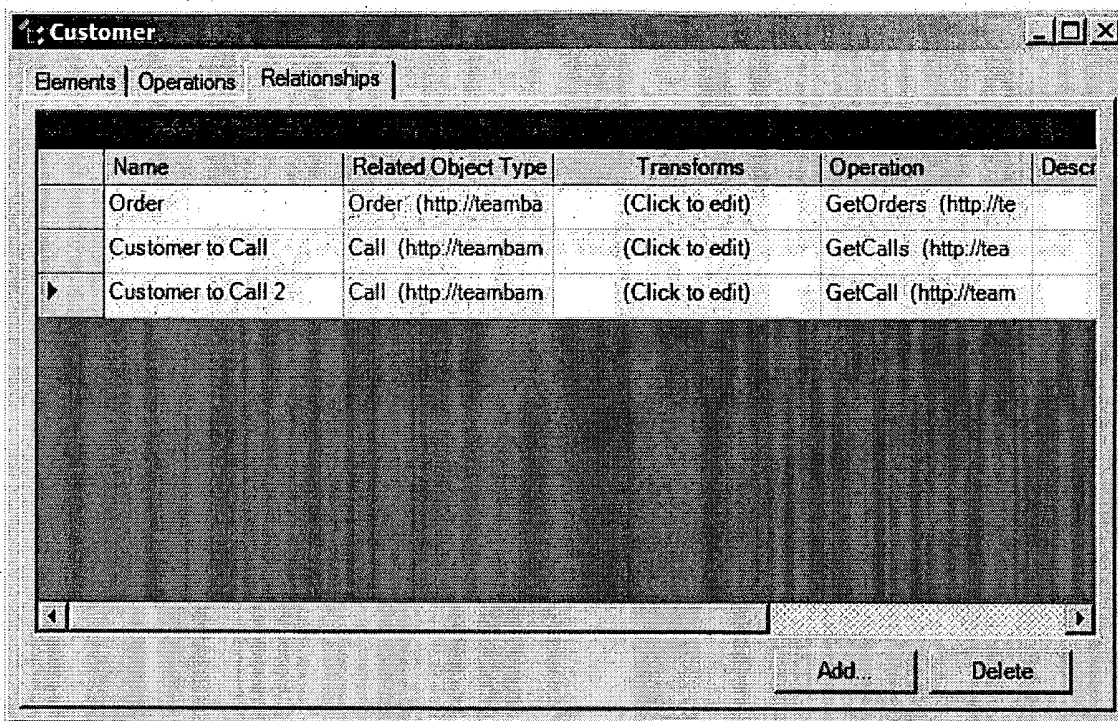 Customer
Elements Operations Relationships
Name Related Object Type Transforms Operation Descr
Order Order (http://teamba (Click to edit) GetOrders (http://te
Customer to Call Call (http://teambam (Click to edit) GetCalls (http://tea
Customer to Call 2 Call (http://teambam (Click to edit) GetCall (http://team
Add... Delete